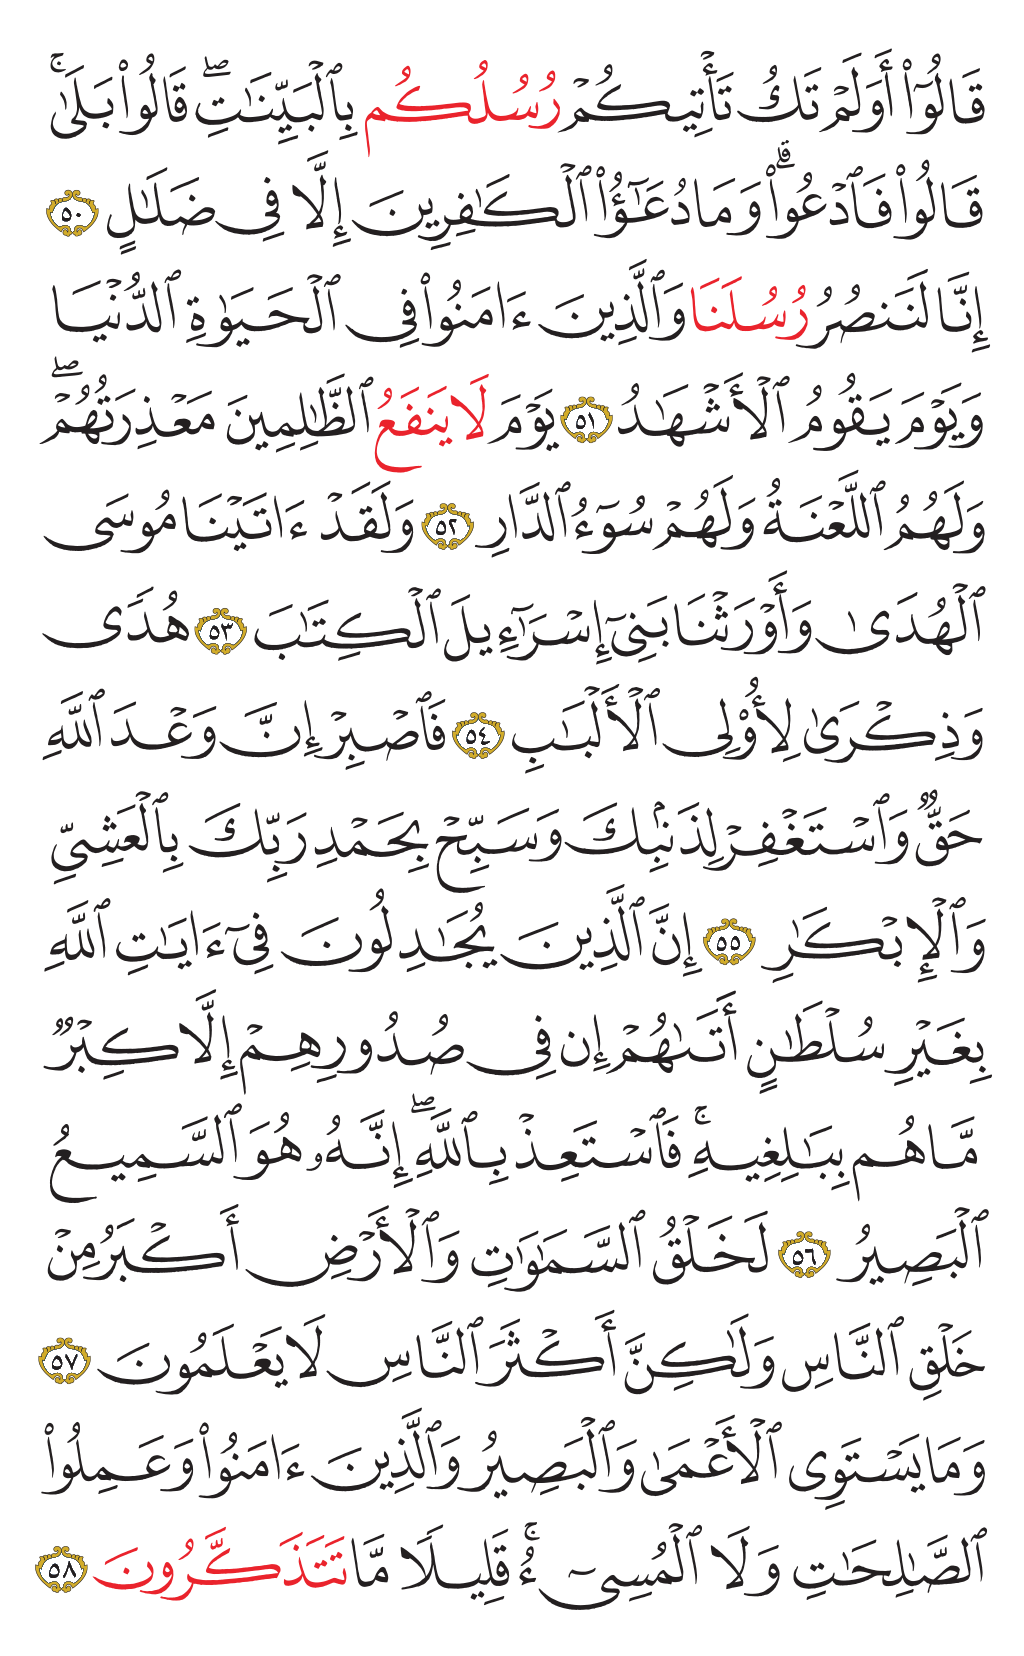 قَالُوٓا۟ أَوَلَمْ تَكُ تَأْتِيكُمْ رُسُلُكُم بِٱلْبَيِّنَـٰتِ ۖ قَالُوا۟ بَلَىٰ ۚ
قَالُوا۟ فَٱدْعُوا۟ ۗ وَمَا دُعَـٰٓؤُا۟ ٱلْكَـٰفِرِينَ إِلَّا فِى ضَلَـٰلٍ ٥٠
إِنَّا لَنَنصُرُ رُسُلَنَا وَٱلَّذِينَ ءَامَنُوا۟ فِى ٱلْحَيَوٰةِ ٱلدُّنْيَا
وَيَوْمَ يَقُومُ ٱلْأَشْهَـٰدُ ٥١ يَوْمَ لَا يَنفَعُ ٱلظَّـٰلِمِينَ مَعْذِرَتُهُمْ ۖ
وَلَهُمُ ٱللَّعْنَةُ وَلَهُمْ سُوٓءُ ٱلدَّارِ ٥٢ وَلَقَدْ ءَاتَيْنَا مُوسَى
ٱلْهُدَىٰ وَأَوْرَثْنَا بَنِىٓ إِسْرَٰٓءِيلَ ٱلْكِتَـٰبَ ٥٣ هُدًى
وَذِكْرَىٰ لِأُو۟لِى ٱلْأَلْبَـٰبِ ٥٤ فَٱصْبِرْ إِنَّ وَعْدَ ٱللَّهِ
حَقٌّ وَٱسْتَغْفِرْ لِذَنۢبِكَ وَسَبِّحْ بِحَمْدِ رَبِّكَ بِٱلْعَشِىِّ
وَٱلْإِبْكَـٰرِ ٥٥ إِنَّ ٱلَّذِينَ يُجَـٰدِلُونَ فِىٓ ءَايَـٰتِ ٱللَّهِ
بِغَيْرِ سُلْطَـٰنٍ أَتَىٰهُمْ إِن فِى صُدُورِهِمْ إِلَّا كِبْرٌ
مَّا هُم بِبَـٰلِغِيهِ ۚ فَٱسْتَعِذْ بِٱللَّهِ ۖ إِنَّهُۥ هُوَ ٱلسَّمِيعُ
ٱلْبَصِيرُ ٥٦ لَخَلْقُ ٱلسَّمَـٰوَٰتِ وَٱلْأَرْضِ أَكْبَرُ مِنْ
خَلْقِ ٱلنَّاسِ وَلَـٰكِنَّ أَكْثَرَ ٱلنَّاسِ لَا يَعْلَمُونَ ٥٧
وَمَا يَسْتَوِى ٱلْأَعْمَىٰ وَٱلْبَصِيرُ وَٱلَّذِينَ ءَامَنُوا۟ وَعَمِلُوا۟
ٱلصَّـٰلِحَـٰتِ وَلَا ٱلْمُسِىٓءُ ۚ قَلِيلًا مَّا تَتَذَكَّرُونَ ٥٨